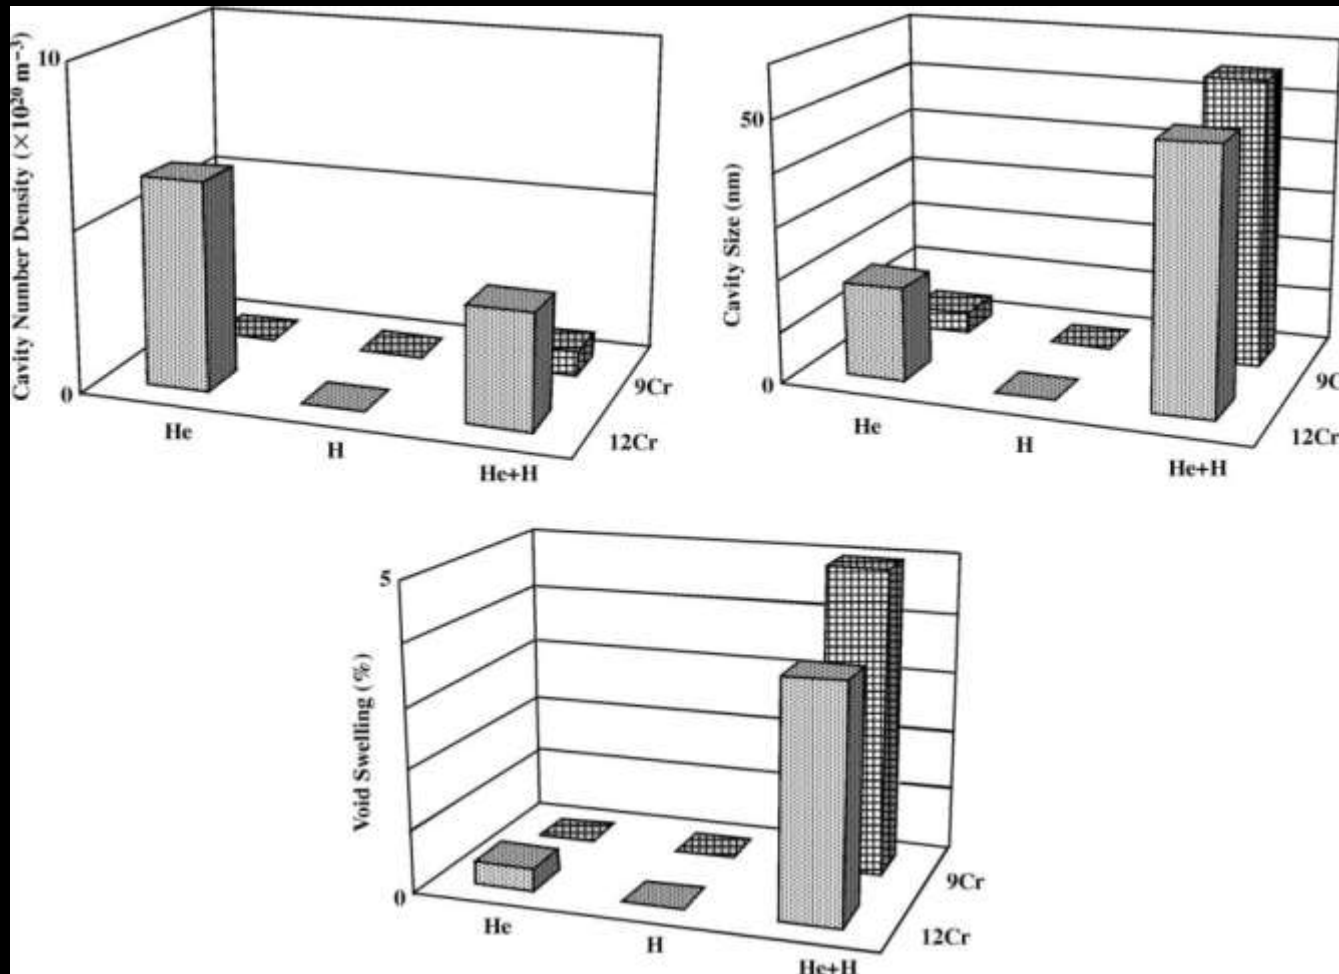 Cavity Number Density (×10²⁰ m⁻³)
10
0
He
H
He+H
9Cr
12Cr
Cavity Size (nm)
50
0
He
H
He+H
9C
12Cr
Void Swelling (%)
5
0
He
H
He+H
9Cr
12Cr